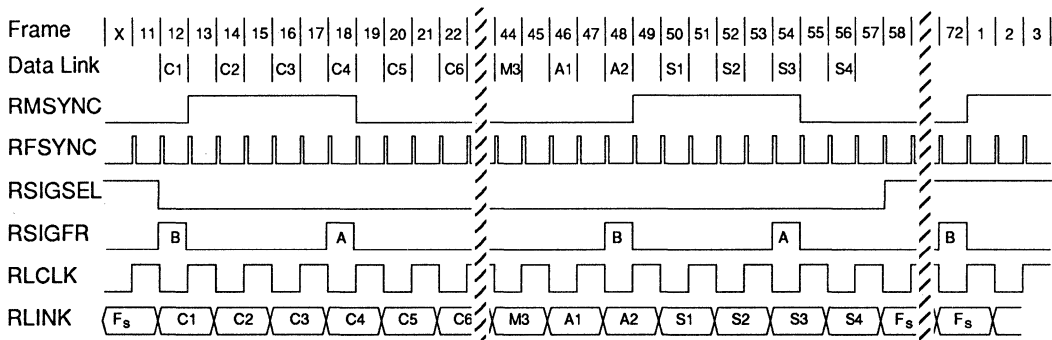 Frame X 11 12 13 14 15 16 17 18 19 20 21 22 44 45 46 47 48 49 50 51 52 53 54 55 56 57 58 72 1 2 3
Data Link C1 C2 C3 C4 C5 C6 M3 A1 A2 S1 S2 S3 S4
RMSYNC
RFSYNC
RSIGSEL
RSIGFR B A B A B
RLCLK
RLINK Fs C1 C2 C3 C4 C5 C6 M3 A1 A2 S1 S2 S3 S4 Fs Fs